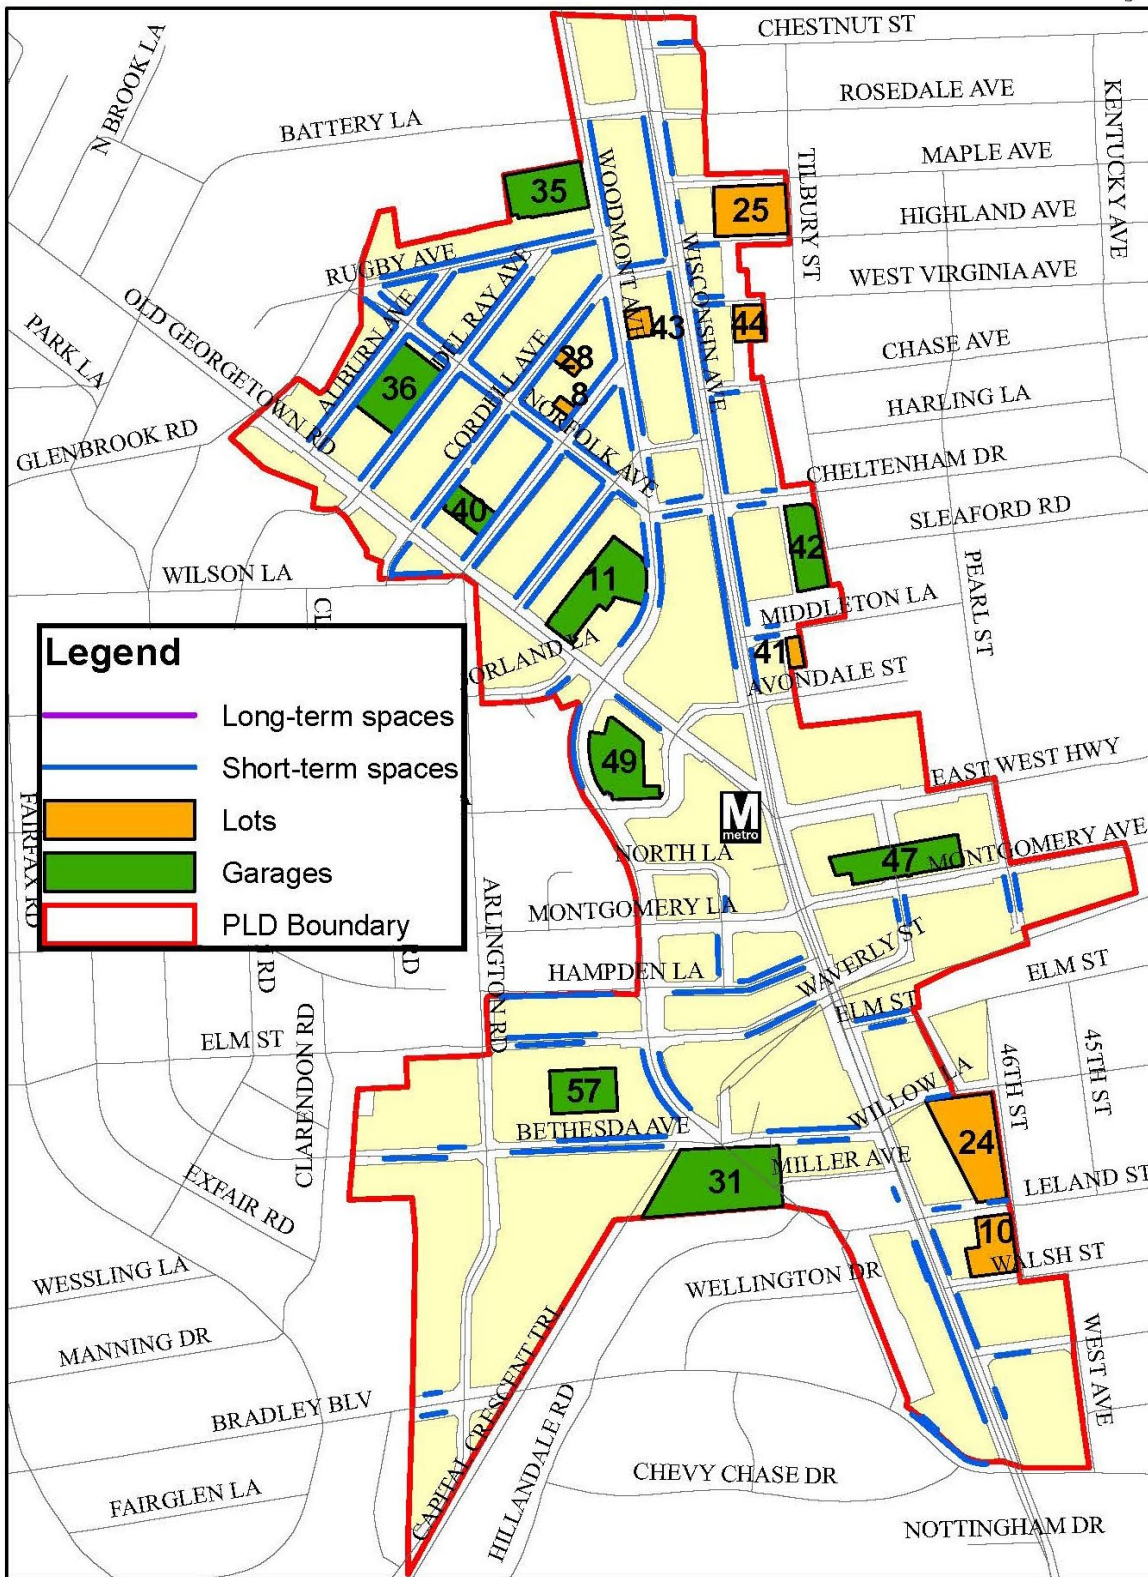 CHESTNUT ST
N BROOK LA
ROSEDALE AVE
KENTUCKY AVE
BATTERY LA
MAPLE AVE
WOODMONT AVE
TILBURY ST
35
25
HIGHLAND AVE
RUGBY AVE
WISCONSIN AVE
WEST VIRGINIA AVE
OLD GEORGETOWN RD
AUBURN AVE
DEL RAY AVE
43
44
PARK LA
CHASE AVE
28
36
CORDELL AVE
8
NORFOLK AVE
HARLING LA
GLENBROOK RD
CHELTENHAM DR
40
SLEAFORD RD
42
WILSON LA
11
PEARL ST
CL
MIDDLETON LA
Legend
41
ORLAND LA
AVONDALE ST
Long-term spaces
Short-term spaces
49
EAST WEST HWY
FAIRFAX RD
Lots
M
metro
Garages
NORTH LA
47
MONTGOMERY AVE
PLD Boundary
ARLINGTON RD
MONTGOMERY LA
RD
RD
HAMPDEN LA
WAVERLY ST
ELM ST
ELM ST
ELM ST
CLARENDON RD
46TH ST
45TH ST
57
WILLOW LA
BETHESDA AVE
24
MILLER AVE
31
LELAND ST
EXFAIR RD
10
WALSH ST
WESSLING LA
WELLINGTON DR
MANNING DR
WEST AVE
CAPITAL CRESCENT TRL
BRADLEY BLV
HILLANDALE RD
CHEVY CHASE DR
FAIRGLEN LA
NOTTINGHAM DR